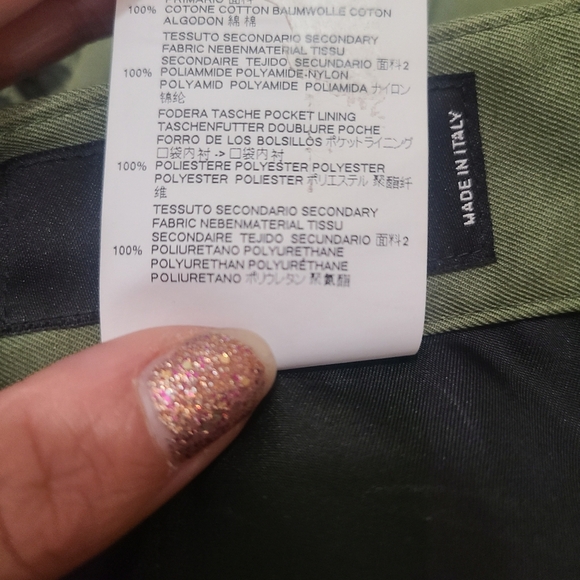 PRIMARIO 面料
100% COTONE COTTON BAUMWOLLE COTON
ALGODON 綿 棉
TESSUTO SECONDARIO SECONDARY
FABRIC NEBENMATERIAL TISSU
SECONDAIRE TEJIDO SECUNDARIO 面料2
100% POLIAMMIDE POLYAMIDE-NYLON
POLYAMID POLYAMIDE POLIAMIDA ナイロン
锦纶
FODERA TASCHE POCKET LINING
TASCHENFUTTER DOUBLURE POCHE
FORRO DE LOS BOLSILLOS ポケットライニング
口袋内衬 -> 口袋内衬
100% POLIESTERE POLYESTER POLYESTER
POLYESTER POLIESTER ポリエステル 聚酯纤
维
TESSUTO SECONDARIO SECONDARY
FABRIC NEBENMATERIAL TISSU
SECONDAIRE TEJIDO SECUNDARIO 面料2
100% POLIURETANO POLYURETHANE
POLYURETHAN POLYURÉTHANE
POLIURETANO ポリウレタン 聚氨酯
MADE IN ITALY